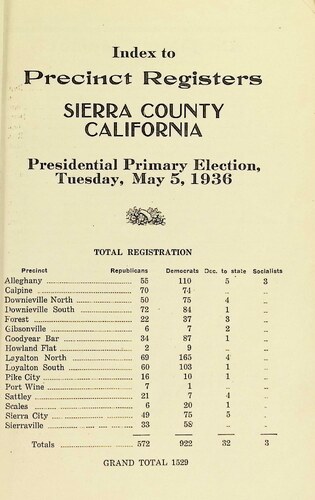 Index to
Precinct Registers
SIERRA COUNTY
CALIFORNIA
Presidential Primary Election,
Tuesday, May 5, 1936
TOTAL REGISTRATION
Precinct Republicans Democrats Dcc. to state Socialists
Alleghany 55 110 5 3
Calpine 70 74 .. ..
Downieville North 50 75 4 ..
Downieville South 72 84 1 ..
Forest 22 37 3 ..
Gibsonville 6 7 2 ..
Goodyear Bar 34 87 1 ..
Howland Flat 2 9 .. ..
Loyalton North 69 165 4 ..
Loyalton South 60 103 1 ..
Pike City 16 10 1 ..
Port Wine 7 1 .. ..
Sattley 21 7 4 ..
Scales 6 20 1 ..
Sierra City 49 75 5 ..
Sierraville 33 58 .. ..
Totals 572 922 32 3
GRAND TOTAL 1529